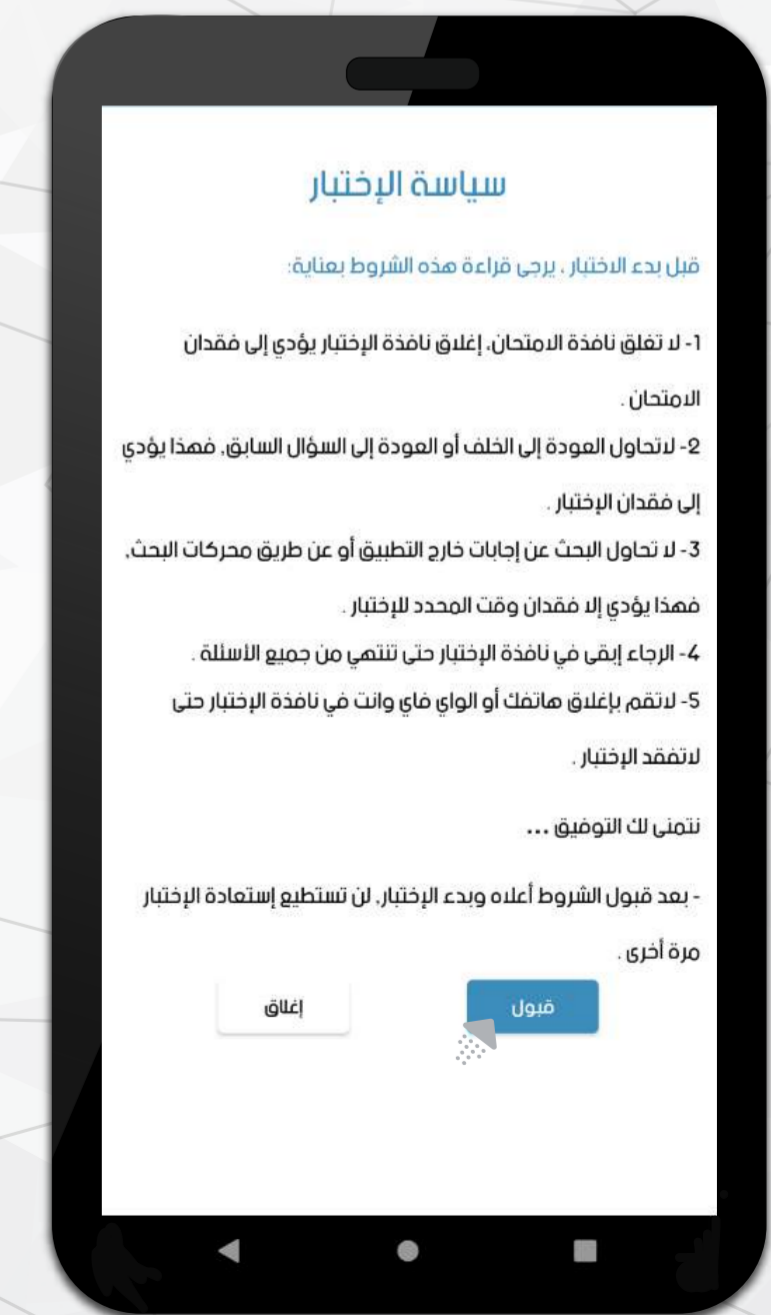 سياسة الإختبار
قبل بدء الاختبار ، يرجى قراءة هذه الشروط بعناية:
1- لا تغلق نافذة الامتحان، إغلاق نافذة الإختبار يؤدي إلى فقدان
الامتحان .
2- لاتحاول العودة إلى الخلف أو العودة إلى السؤال السابق، فهذا يؤدي
إلى فقدان الإختبار .
3- لا تحاول البحث عن إجابات خارج التطبيق أو عن طريق محركات البحث،
فهذا يؤدي إلا فقدان وقت المحدد للإختبار .
4- الرجاء إبقى في نافذة الإختبار حتى تنتهي من جميع الأسئلة .
5- لاتقم بإغلاق هاتفك أو الواي فاي وانت في نافذة الإختبار حتى
لاتفقد الإختبار .
نتمنى لك التوفيق ...
- بعد قبول الشروط أعلاه وبدء الإختبار، لن تستطيع إستعادة الإختبار
مرة أخرى .
قبول إغلاق